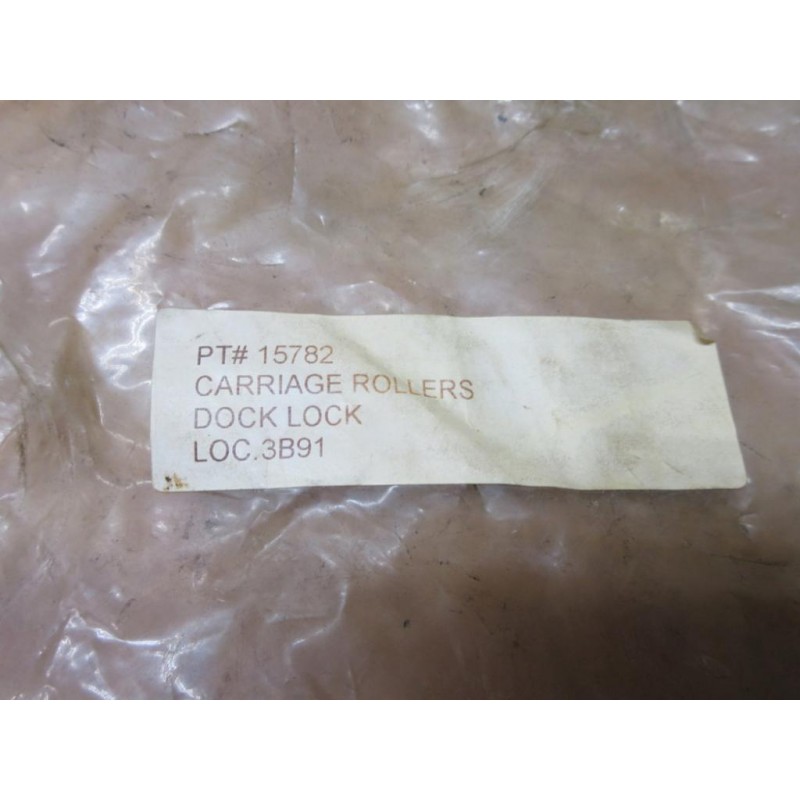 PT# 15782
CARRIAGE ROLLERS
DOCK LOCK
LOC.3B91